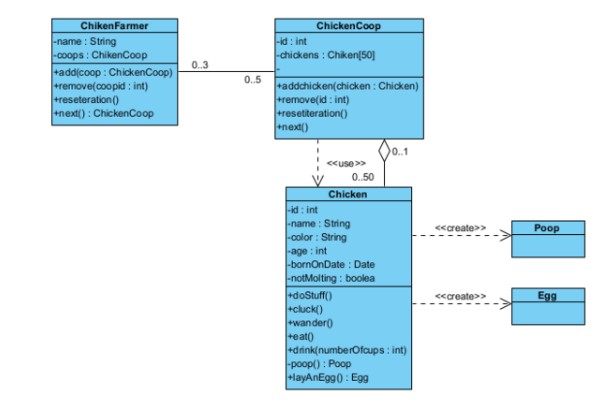 ChikenFarmer
-name : String
-coops : ChikenCoop
+add(coop : ChickenCoop)
+remove(coopid : int)
+reseteration()
+next() : ChickenCoop
0..3
0..5
ChickenCoop
-id : int
-chickens : Chiken[50]
-
+addchicken(chicken : Chicken)
+remove(id : int)
+resetiteration()
+next()
<<use>>
0..1
0..50
Chicken
-id : int
-name : String
-color : String
-age : int
-bornOnDate : Date
-notMolting : boolea
+doStuff()
+cluck()
+wander()
+eat()
+drink(numberOfcups : int)
-poop() : Poop
+layAnEgg() : Egg
<<create>>
Poop
<<create>>
Egg